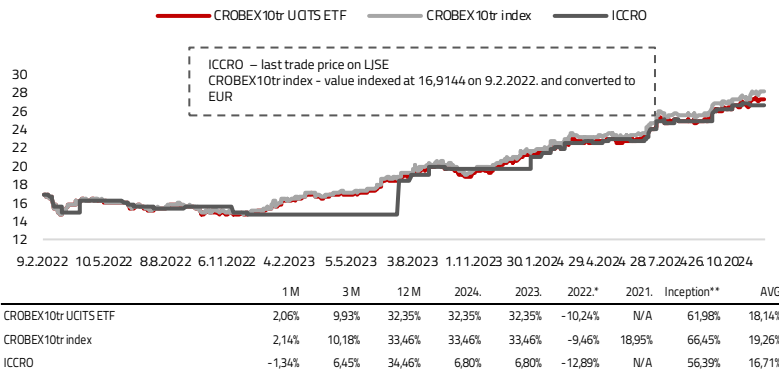 CROBEX10tr UCITS ETF CROBEX10tr index ICCRO
ICCRO – last trade price on LJSE
CROBEX10tr index - value indexed at 16,9144 on 9.2.2022. and converted to
EUR
30
28
26
24
22
20
18
16
14
12
9.2.2022 10.5.2022 8.8.2022 6.11.2022 4.2.2023 5.5.2023 3.8.2023 1.11.2023 30.1.2024 29.4.2024 28.7.2024 26.10.2024
1 M 3 M 12 M 2024. 2023. 2022.* 2021. Inception** AVG
CROBEX10tr UCITS ETF 2,06% 9,93% 32,35% 32,35% 32,35% -10,24% N/A 61,98% 18,14%
CROBEX10tr index 2,14% 10,18% 33,46% 33,46% 33,46% -9,46% 18,95% 66,45% 19,26%
ICCRO -1,34% 6,45% 34,46% 6,80% 6,80% -12,89% N/A 56,39% 16,71%